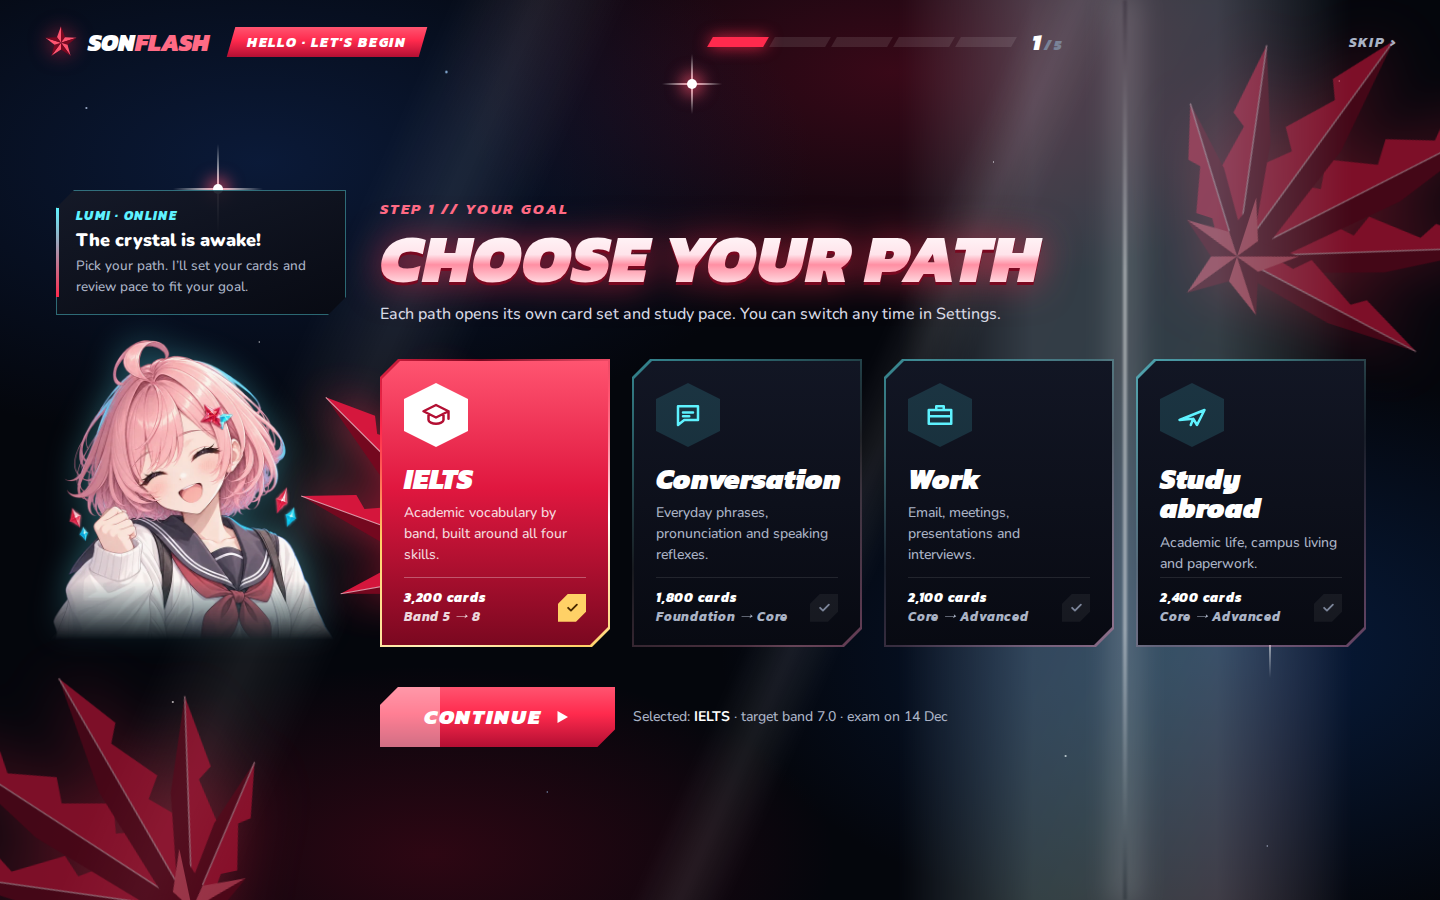 SONFLASH
HELLO · LET'S BEGIN
1 / 5
SKIP ›
LUMI · ONLINE
The crystal is awake!
Pick your path. I'll set your cards and
review pace to fit your goal.
STEP 1 // YOUR GOAL
CHOOSE YOUR PATH
Each path opens its own card set and study pace. You can switch any time in Settings.
IELTS
Academic vocabulary by
band, built around all four
skills.
3,200 cards
Band 5 → 8
Conversation
Everyday phrases,
pronunciation and speaking
reflexes.
1,800 cards
Foundation → Core
Work
Email, meetings,
presentations and
interviews.
2,100 cards
Core → Advanced
Study
abroad
Academic life, campus living
and paperwork.
2,400 cards
Core → Advanced
CONTINUE
Selected: IELTS · target band 7.0 · exam on 14 Dec